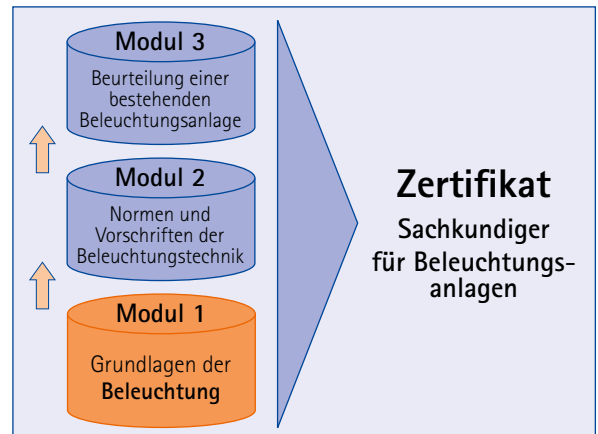 Modul 3
Beurteilung einer
bestehenden
Beleuchtungsanlage
Modul 2
Normen und
Vorschriften der
Beleuchtungstechnik
Modul 1
Grundlagen der
Beleuchtung
Zertifikat
Sachkundiger
für Beleuchtungs-
anlagen